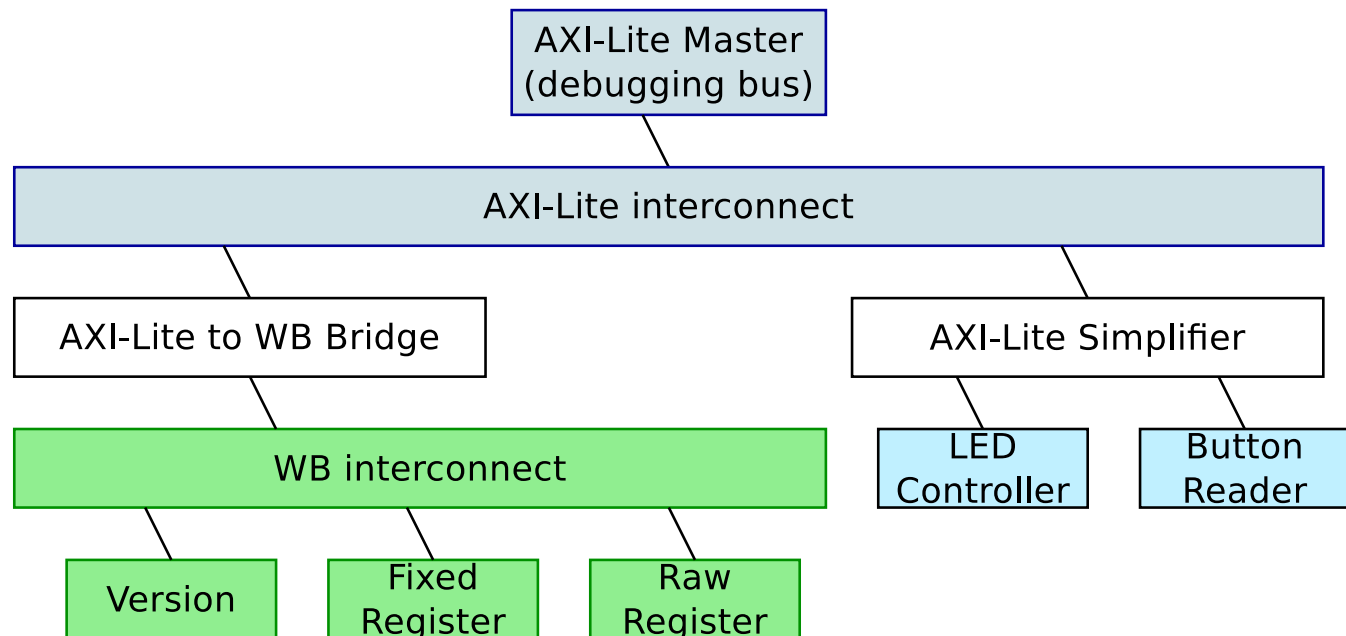 AXI-Lite Master
(debugging bus)
AXI-Lite interconnect
AXI-Lite to WB Bridge
AXI-Lite Simplifier
WB interconnect
LED
Controller
Button
Reader
Version
Fixed
Register
Raw
Register